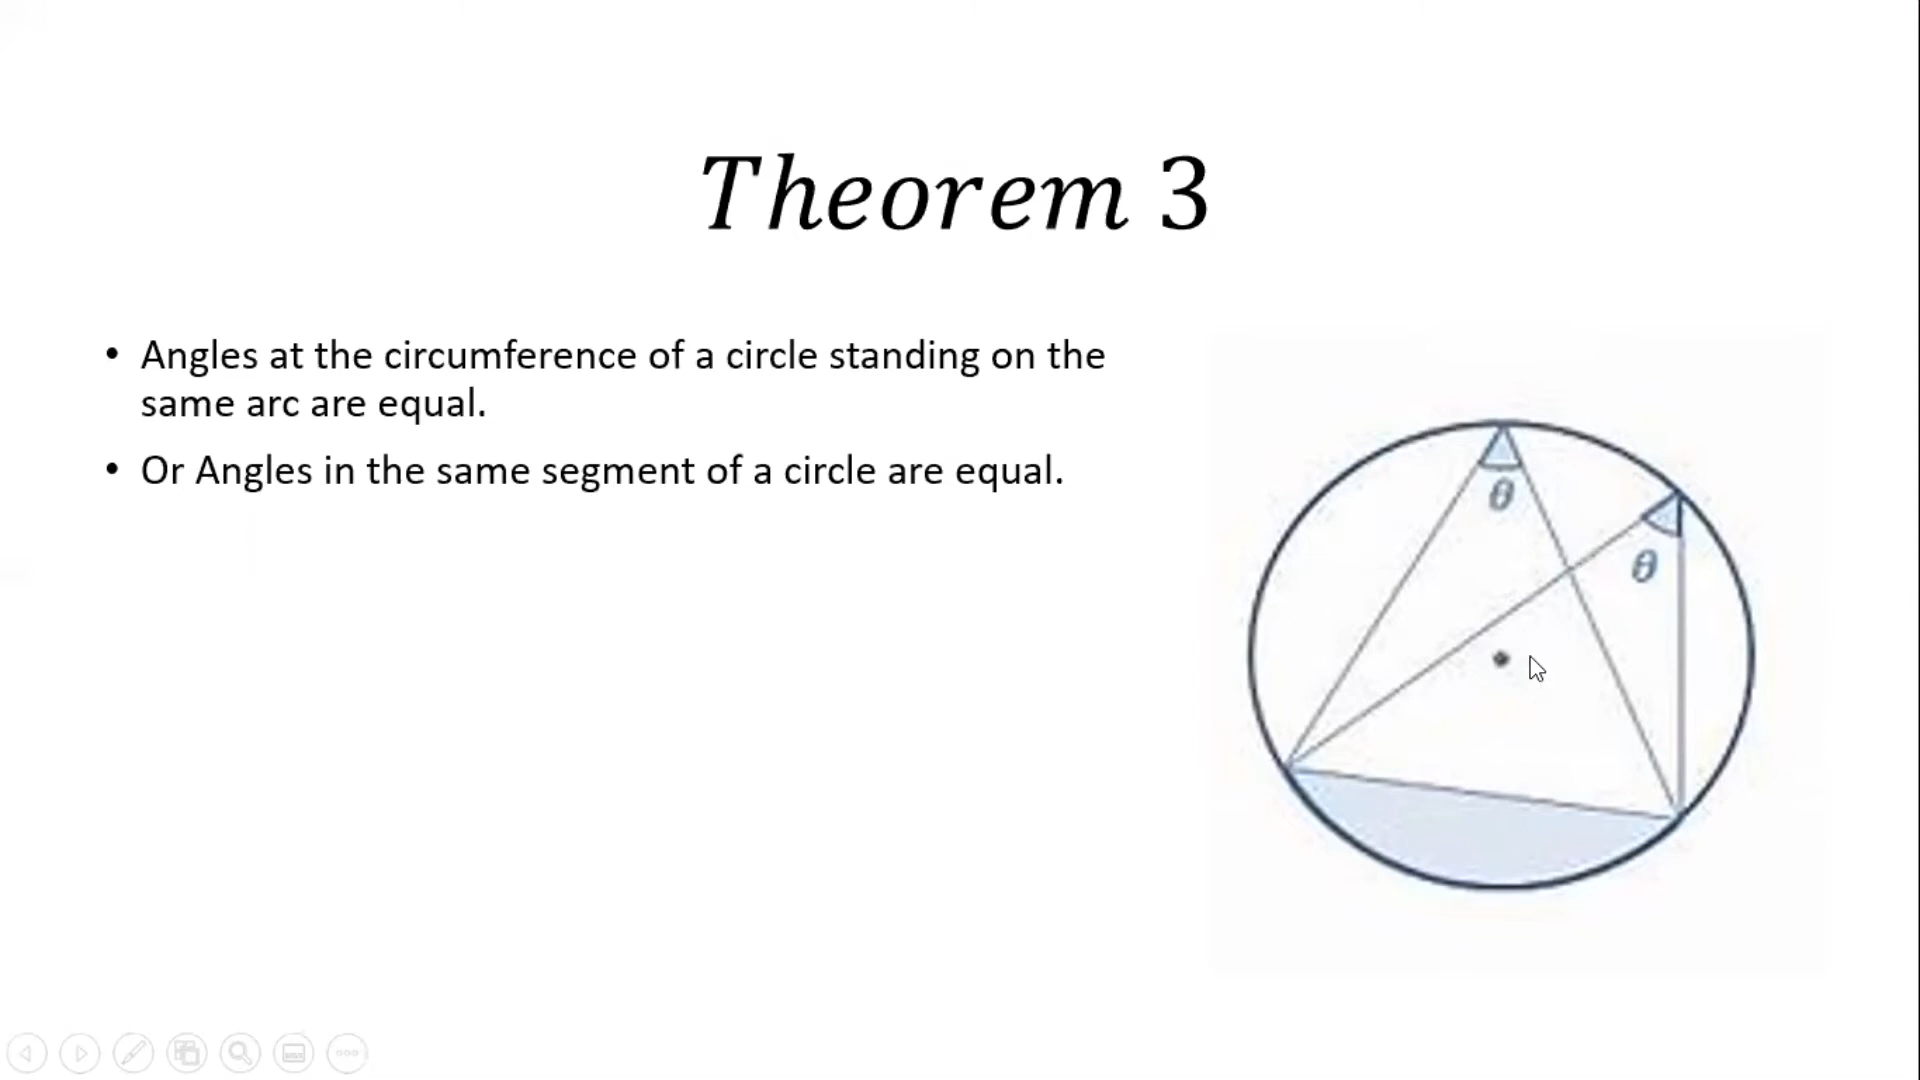 Theorem 3
• Angles at the circumference of a circle standing on the
same arc are equal.
• Or Angles in the same segment of a circle are equal.
θ
θ